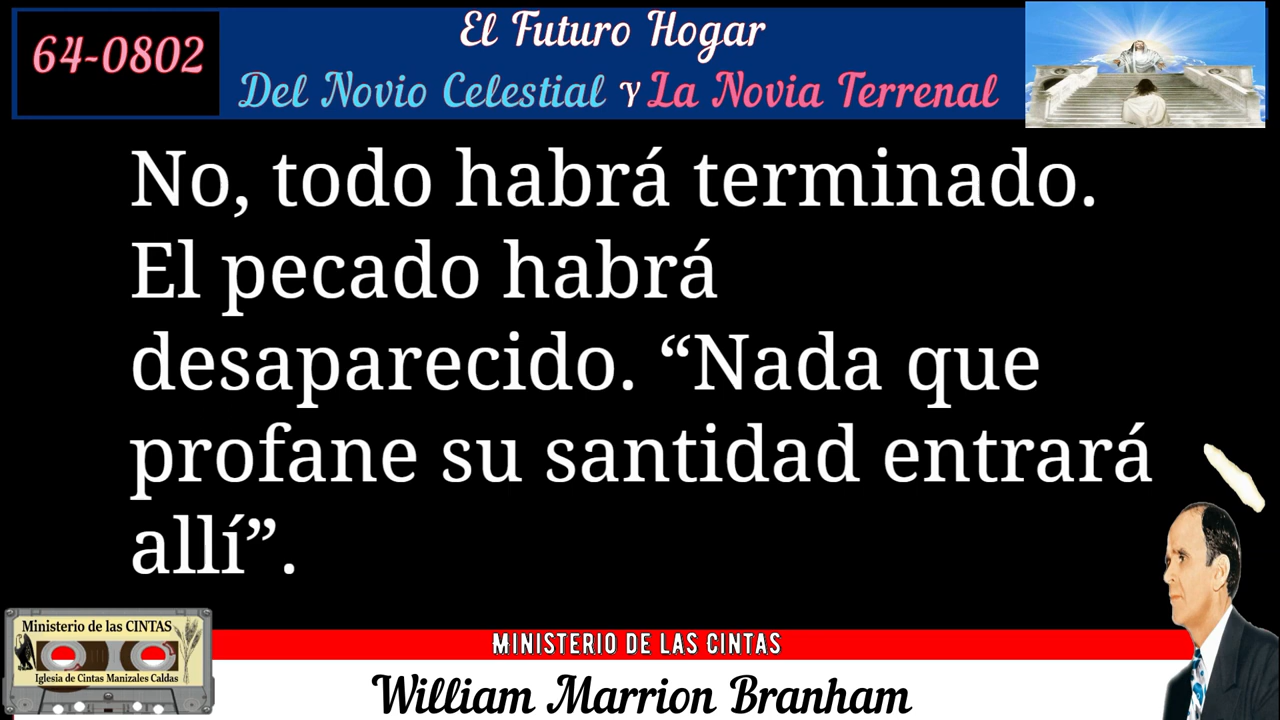 64-0802
El Futuro Hogar
Del Novio Celestial y La Novia Terrenal
No, todo habrá terminado.
El pecado habrá
desaparecido. “Nada que
profane su santidad entrará
allí”.
Ministerio de las CINTAS
Iglesia de Cintas Manizales Caldas
MINISTERIO DE LAS CINTAS
William Marrion Branham